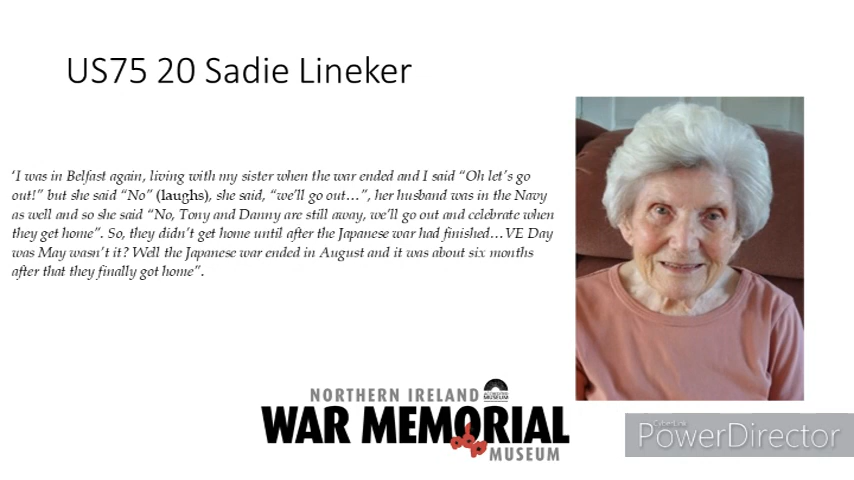 US75 20 Sadie Lineker
‘I was in Belfast again, living with my sister when the war ended and I said “Oh let’s go
out!” but she said “No” (laughs), she said, “we’ll go out…”, her husband was in the Navy
as well and so she said “No, Tony and Danny are still away, we’ll go out and celebrate when
they get home”. So, they didn’t get home until after the Japanese war had finished…VE Day
was May wasn’t it? Well the Japanese war ended in August and it was about six months
after that they finally got home”.
NORTHERN IRELAND
ACCREDITED
MUSEUM
WAR MEMORIAL
MUSEUM
CyberLink
PowerDirector